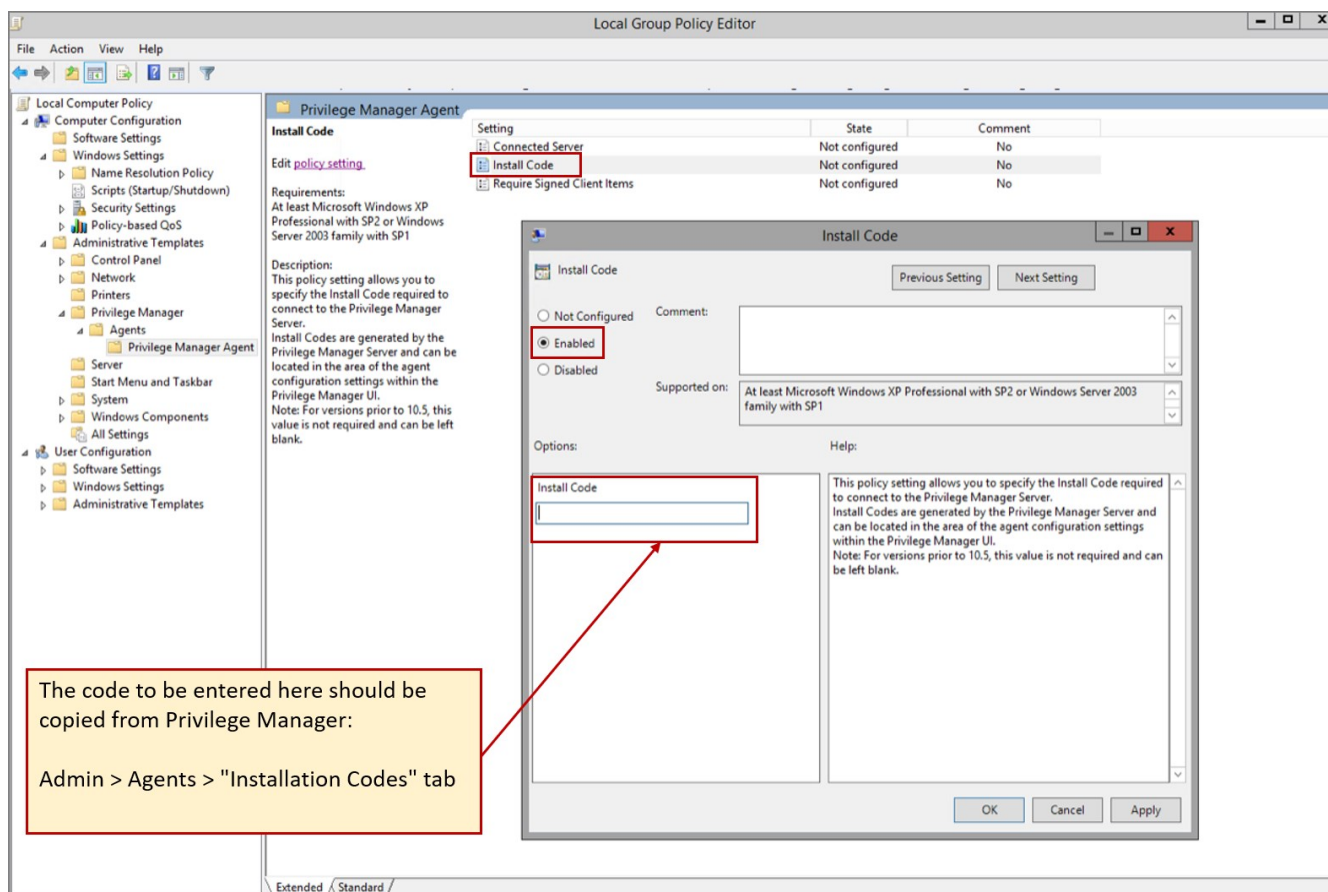 Local Group Policy Editor
File Action View Help
Local Computer Policy
Computer Configuration
Software Settings
Windows Settings
Name Resolution Policy
Scripts (Startup/Shutdown)
Security Settings
Policy-based QoS
Administrative Templates
Control Panel
Network
Printers
Privilege Manager
Agents
Privilege Manager Agent
Server
Start Menu and Taskbar
System
Windows Components
All Settings
User Configuration
Software Settings
Windows Settings
Administrative Templates
Privilege Manager Agent
Install Code
Edit policy setting
Requirements:
At least Microsoft Windows XP
Professional with SP2 or Windows
Server 2003 family with SP1
Description:
This policy setting allows you to
specify the Install Code required to
connect to the Privilege Manager
Server.
Install Codes are generated by the
Privilege Manager Server and can be
located in the area of the agent
configuration settings within the
Privilege Manager UI.
Note: For versions prior to 10.5, this
value is not required and can be left
blank.
Setting State Comment
Connected Server Not configured No
Install Code Not configured No
Require Signed Client Items Not configured No
Install Code
Install Code
Previous Setting Next Setting
Not Configured
Enabled
Disabled
Comment:
Supported on:
At least Microsoft Windows XP Professional with SP2 or Windows Server 2003
family with SP1
Options:
Help:
Install Code
This policy setting allows you to specify the Install Code required
to connect to the Privilege Manager Server.
Install Codes are generated by the Privilege Manager Server and
can be located in the area of the agent configuration settings
within the Privilege Manager UI.
Note: For versions prior to 10.5, this value is not required and can
be left blank.
OK Cancel Apply
The code to be entered here should be
copied from Privilege Manager:
Admin > Agents > "Installation Codes" tab
Extended Standard